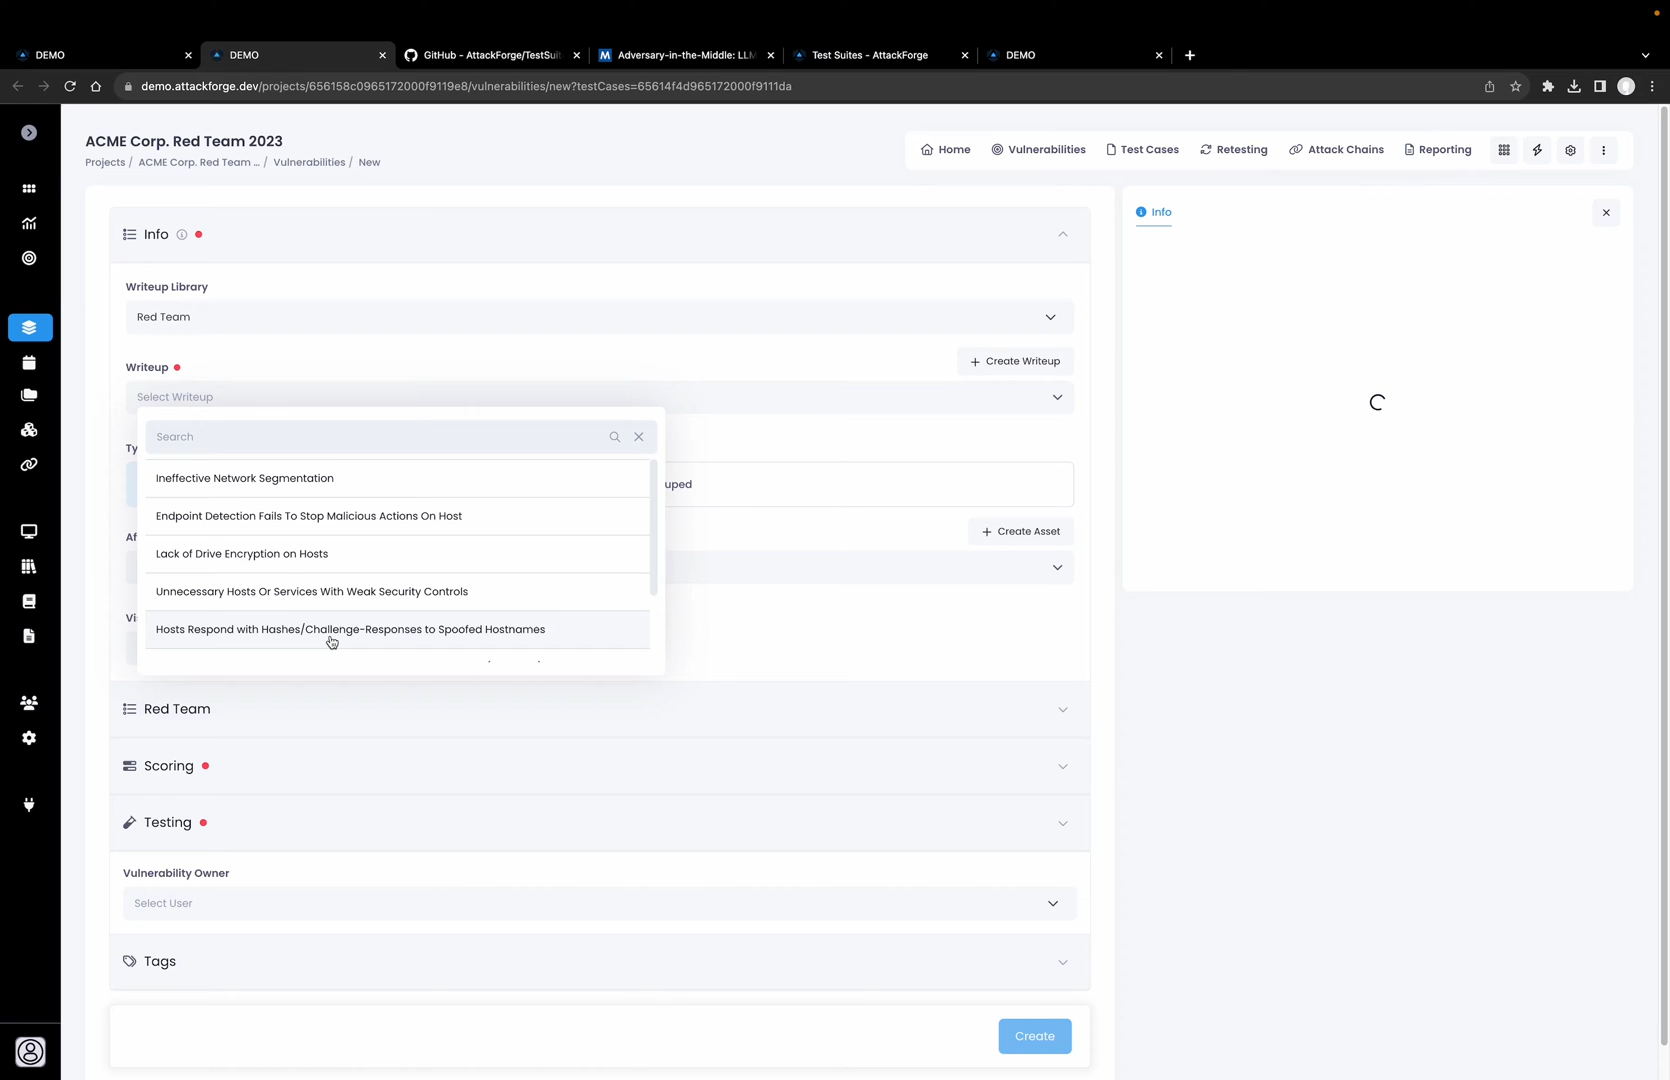 DEMO
DEMO
GitHub - AttackForge/TestSuit
Adversary-in-the-Middle: LLM
Test Suites - AttackForge
DEMO
demo.attackforge.dev/projects/656158c0965172000f9119e8/vulnerabilities/new?testCases=65614f4d965172000f9111da
ACME Corp. Red Team 2023
Projects / ACME Corp. Red Team ... / Vulnerabilities / New
Home
Vulnerabilities
Test Cases
Retesting
Attack Chains
Reporting
Info
Info
Writeup Library
Red Team
Writeup
+ Create Writeup
Select Writeup
Search
Ty
Ineffective Network Segmentation
uped
Endpoint Detection Fails To Stop Malicious Actions On Host
Af
+ Create Asset
Lack of Drive Encryption on Hosts
Unnecessary Hosts Or Services With Weak Security Controls
Vi
Hosts Respond with Hashes/Challenge-Responses to Spoofed Hostnames
Red Team
Scoring
Testing
Vulnerability Owner
Select User
Tags
Create